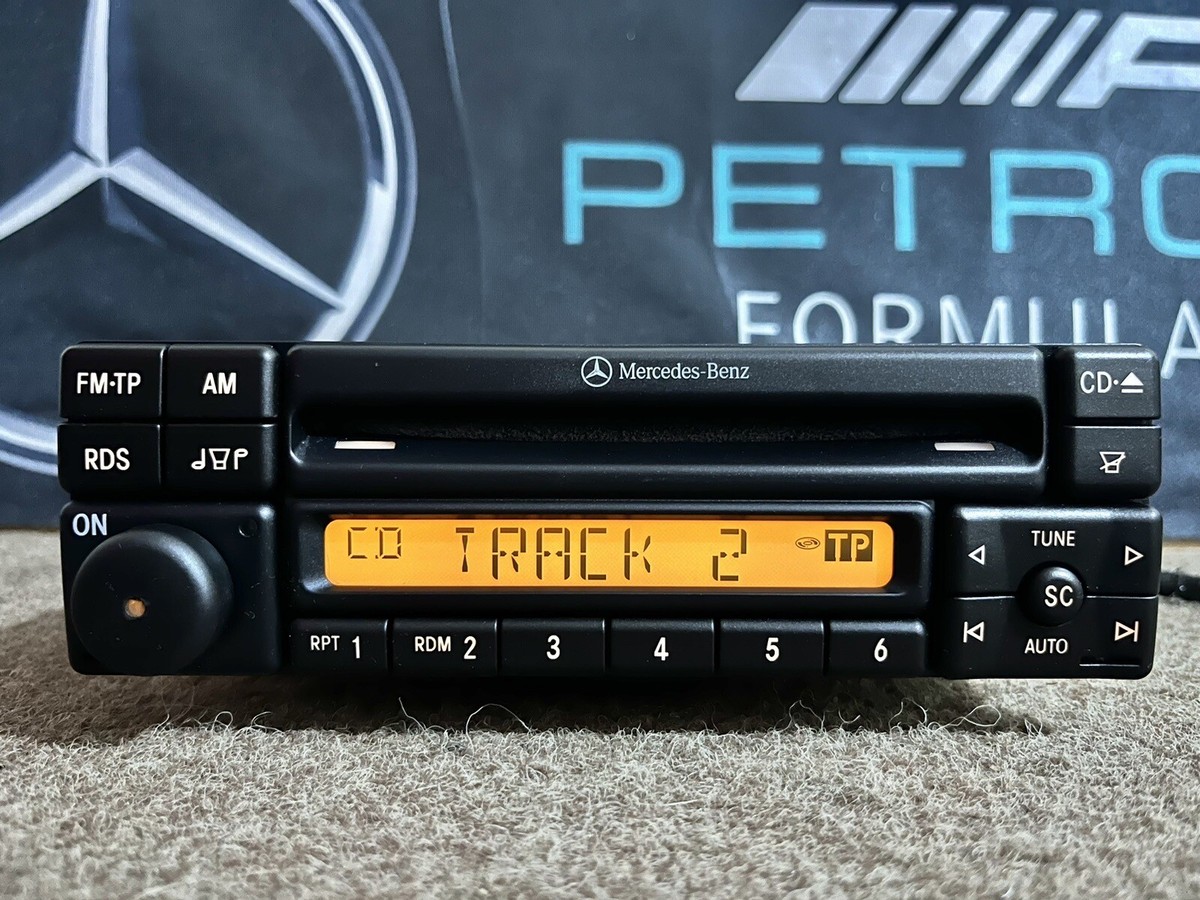 PETRO
FORMULA
Mercedes-Benz
FM·TP
AM
CD·
RDS
ON
CD TRACK 2 TP
TUNE
SC
AUTO
RPT 1
RDM 2
3
4
5
6